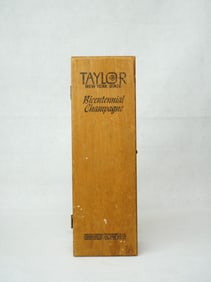 TAYLOR
NEW YORK STATE
Bicentennial
Champagne